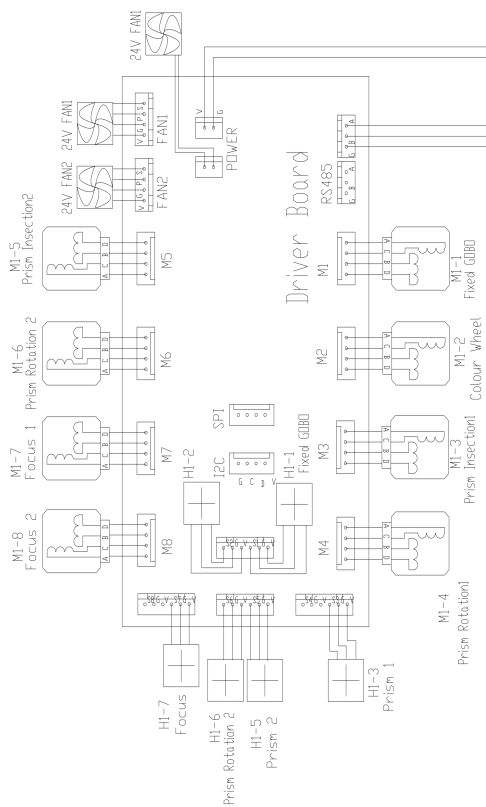 H1-7
Focus
H1-6
Prism Rotation 2
H1-5
Prism 2
H1-3
Prism 1
M1-8
Focus 2
A C B D
M8
M1-7
Focus 1
A C B D
M7
M1-6
Prism Rotation 2
A C B D
M6
M1-5
Prism Insection2
A C B D
M5
24V FAN2
V G P S
FAN2
24V FAN1
V G P S
FAN1
24V FAN1
POWER
V
G
H1-2
I2C
G C D V
SPI
H1-1
Fixed GOBO
Driver Board
RS485
G B A
G B A
M4
D B C A
M1-4
Prism Rotation1
M3
D B C A
M1-3
Prism Insection1
M2
D B C A
M1-2
Colour Wheel
M1
D B C A
M1-1
Fixed GOBO